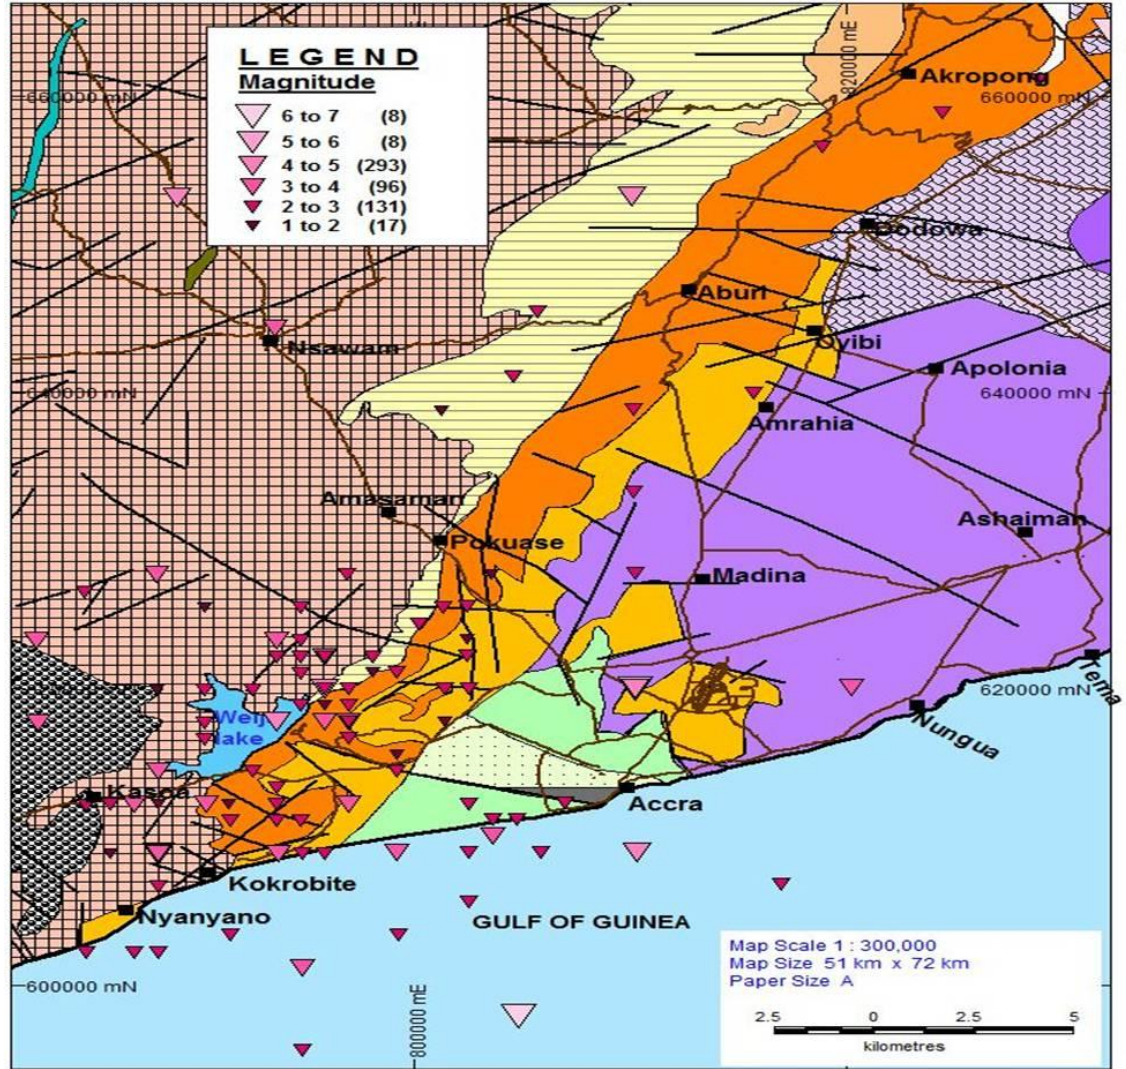 LEGEND
Magnitude
6 to 7 (8)
5 to 6 (8)
4 to 5 (293)
3 to 4 (96)
2 to 3 (131)
1 to 2 (17)
820000 mE
Akropong
660000 mN
660000 mN
Dodowa
Aburi
Oyibi
Nsawam
Apolonia
640000 mN
640000 mN
Amrahia
Amasaman
Ashaiman
Pokuase
Madina
620000 mN
Tema
Weija
lake
Nungua
Kasoa
Accra
Kokrobite
Nyanyano
GULF OF GUINEA
Map Scale 1 : 300,000
Map Size 51 km x 72 km
Paper Size A
600000 mN
800000 mE
2.5 0 2.5 5
kilometres